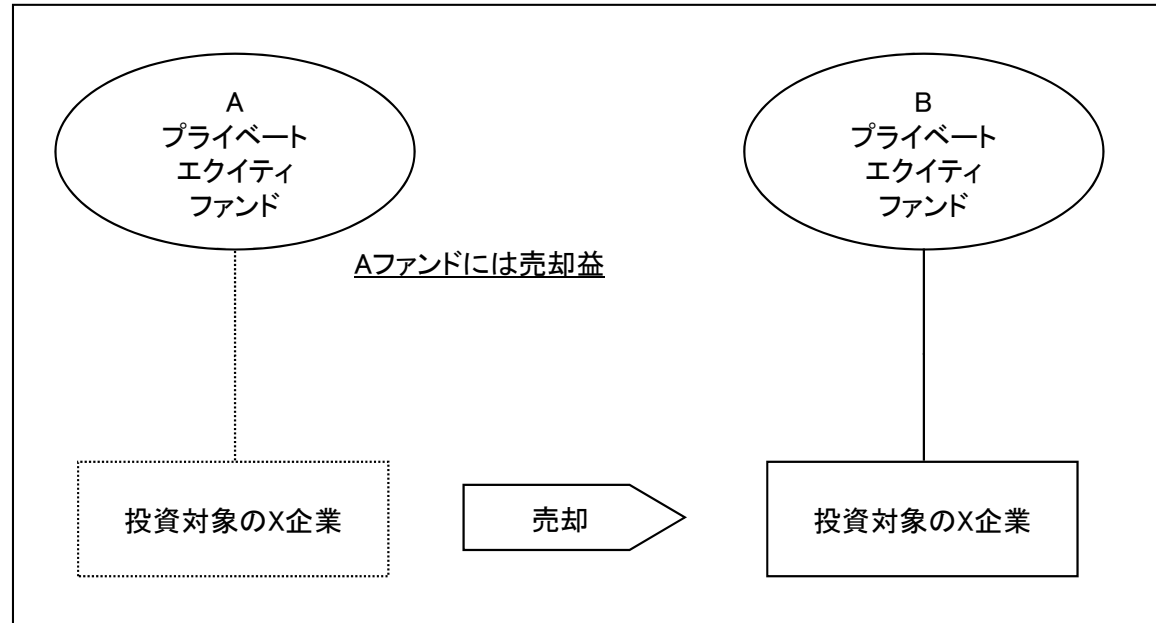 A
プライベート
エクイティ
ファンド
B
プライベート
エクイティ
ファンド
Aファンドには売却益
投資対象のX企業
売却
投資対象のX企業